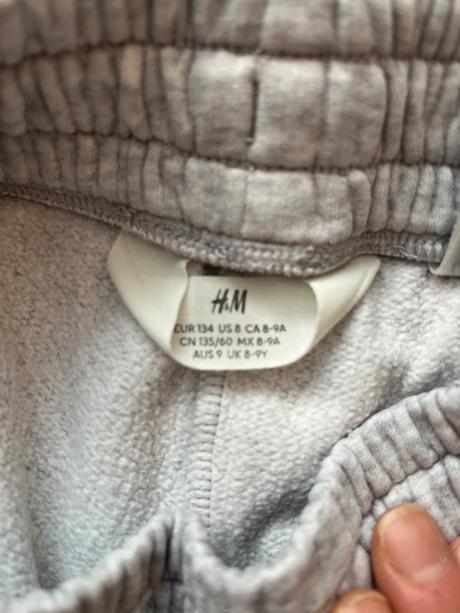 H&M
EUR 134 US 8 CA 8-9A
CN 135/60 MX 8-9A
AUS 9 UK 8-9Y